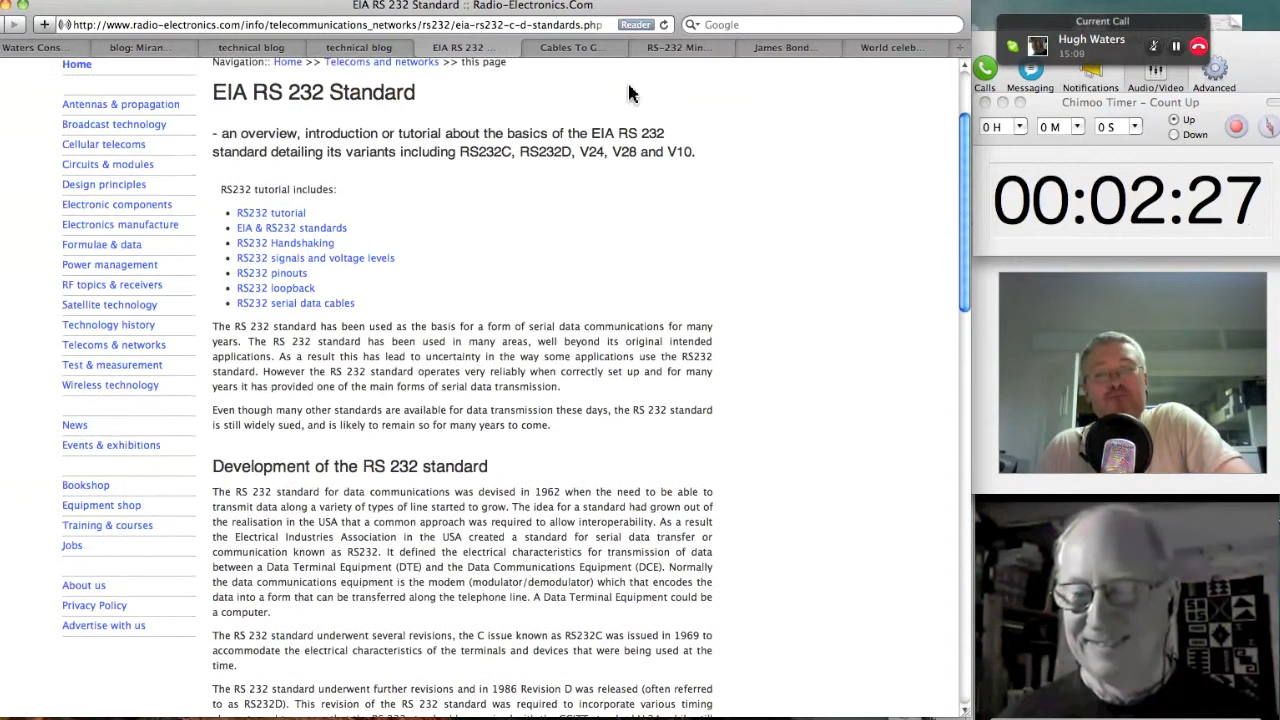 EIA RS 232 Standard :: Radio-Electronics.Com
http://www.radio-electronics.com/info/telecommunications_networks/rs232/eia-rs232-c-d-standards.php
Reader
Google
Waters Cons...
blog: Miran...
technical blog
technical blog
EIA RS 232 ...
Cables To G...
RS-232 Min...
James Bond...
World celeb...
Home
Antennas & propagation
Broadcast technology
Cellular telecoms
Circuits & modules
Design principles
Electronic components
Electronics manufacture
Formulae & data
Power management
RF topics & receivers
Satellite technology
Technology history
Telecoms & networks
Test & measurement
Wireless technology
News
Events & exhibitions
Bookshop
Equipment shop
Training & courses
Jobs
About us
Privacy Policy
Advertise with us
Navigation:: Home >> Telecoms and networks >> this page
EIA RS 232 Standard
- an overview, introduction or tutorial about the basics of the EIA RS 232
standard detailing its variants including RS232C, RS232D, V24, V28 and V10.
RS232 tutorial includes:
• RS232 tutorial
• EIA & RS232 standards
• RS232 Handshaking
• RS232 signals and voltage levels
• RS232 pinouts
• RS232 loopback
• RS232 serial data cables
The RS 232 standard has been used as the basis for a form of serial data communications for many
years. The RS 232 standard has been used in many areas, well beyond its original intended
applications. As a result this has lead to uncertainty in the way some applications use the RS232
standard. However the RS 232 standard operates very reliably when correctly set up and for many
years it has provided one of the main forms of serial data transmission.
Even though many other standards are available for data transmission these days, the RS 232 standard
is still widely sued, and is likely to remain so for many years to come.
Development of the RS 232 standard
The RS 232 standard for data communications was devised in 1962 when the need to be able to
transmit data along a variety of types of line started to grow. The idea for a standard had grown out of
the realisation in the USA that a common approach was required to allow interoperability. As a result
the Electrical Industries Association in the USA created a standard for serial data transfer or
communication known as RS232. It defined the electrical characteristics for transmission of data
between a Data Terminal Equipment (DTE) and the Data Communications Equipment (DCE). Normally
the data communications equipment is the modem (modulator/demodulator) which that encodes the
data into a form that can be transferred along the telephone line. A Data Terminal Equipment could be
a computer.
The RS 232 standard underwent several revisions, the C issue known as RS232C was issued in 1969 to
accommodate the electrical characteristics of the terminals and devices that were being used at the
time.
The RS 232 standard underwent further revisions and in 1986 Revision D was released (often referred
to as RS232D). This revision of the RS 232 standard was required to incorporate various timing
Current Call
Hugh Waters
15:09
Calls
Messaging
Notifications
Audio/Video
Advanced
Chimoo Timer - Count Up
0 H
0 M
0 S
Up
Down
00:02:27